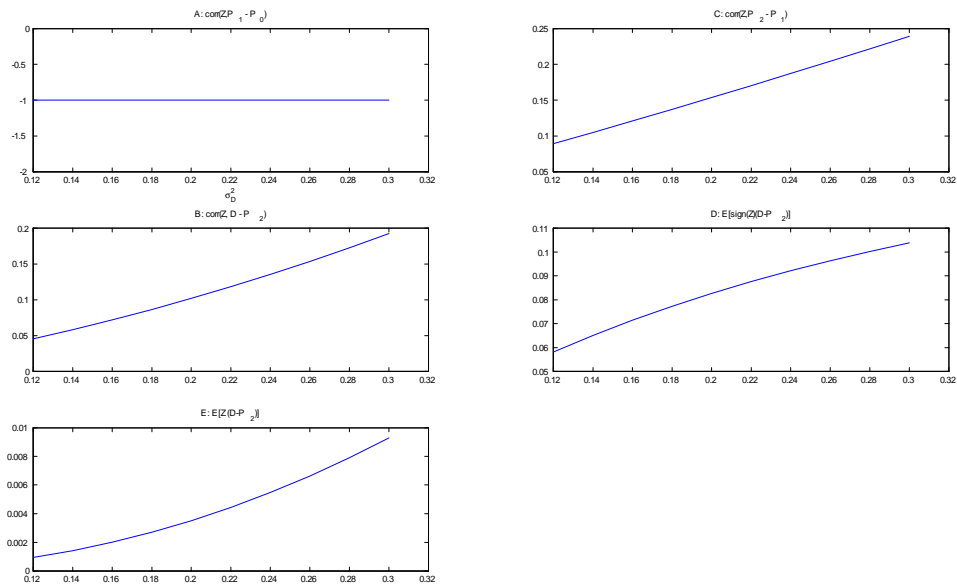 A: corr(Z,P1 - P0)
0
-0.5
-1
-1.5
-2
0.12 0.14 0.16 0.18 0.2 0.22 0.24 0.26 0.28 0.3 0.32
σD2
C: corr(Z,P2 - P1)
0.25
0.2
0.15
0.1
0.05
0.12 0.14 0.16 0.18 0.2 0.22 0.24 0.26 0.28 0.3 0.32
B: corr(Z, D - P2)
0.2
0.15
0.1
0.05
0
0.12 0.14 0.16 0.18 0.2 0.22 0.24 0.26 0.28 0.3 0.32
D: E[sign(Z)(D-P2)]
0.11
0.1
0.09
0.08
0.07
0.06
0.05
0.12 0.14 0.16 0.18 0.2 0.22 0.24 0.26 0.28 0.3 0.32
E: E[Z(D-P2)]
0.01
0.008
0.006
0.004
0.002
0
0.12 0.14 0.16 0.18 0.2 0.22 0.24 0.26 0.28 0.3 0.32